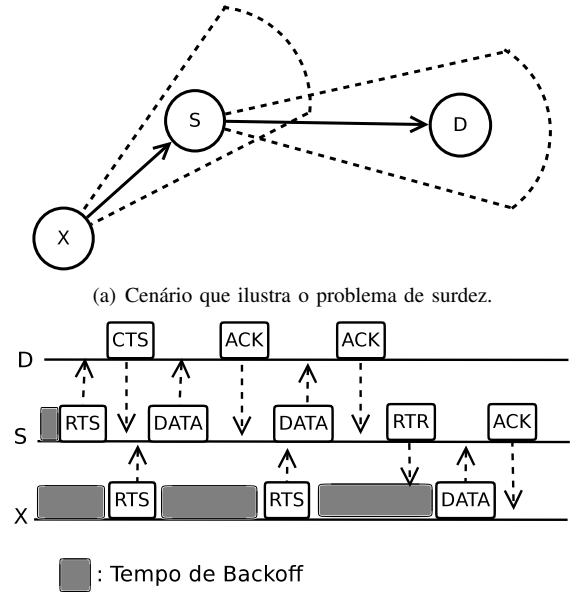 S
D
X
(a) Cenário que ilustra o problema de surdez.
CTS ACK ACK
D
RTS DATA DATA RTR ACK
S
RTS RTS DATA
X
: Tempo de Backoff